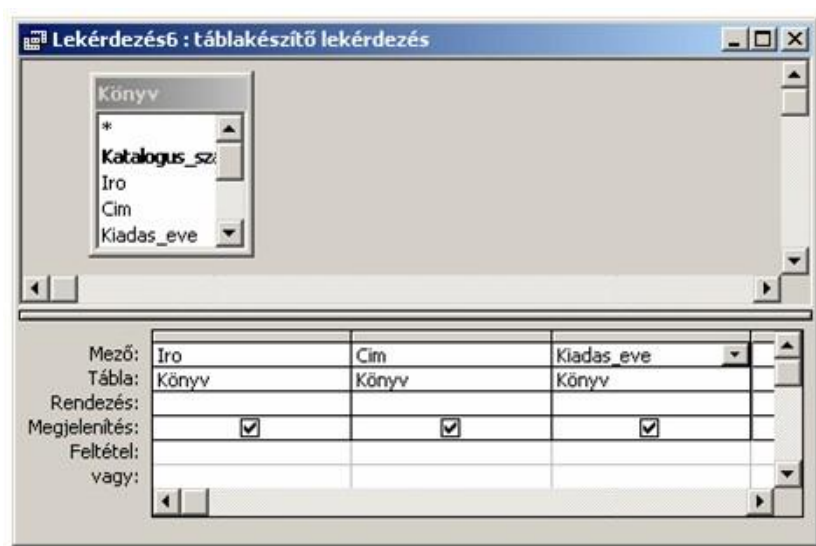 Lekérdezés6 : táblakészítő lekérdezés
Könyv
*
Katalogus_szá
Iro
Cim
Kiadas_eve
Mező: Iro Cim Kiadas_eve
Tábla: Könyv Könyv Könyv
Rendezés:
Megjelenítés:
Feltétel:
vagy: